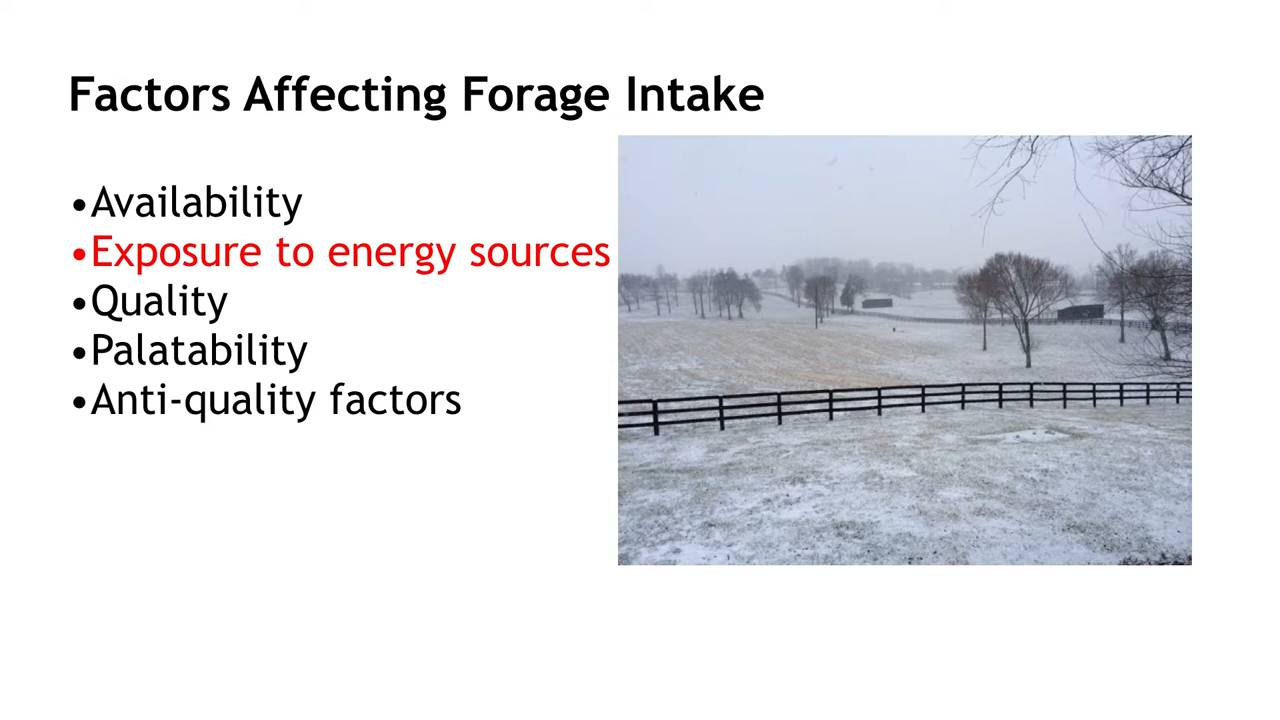 Factors Affecting Forage Intake
•Availability
•Exposure to energy sources
•Quality
•Palatability
•Anti-quality factors